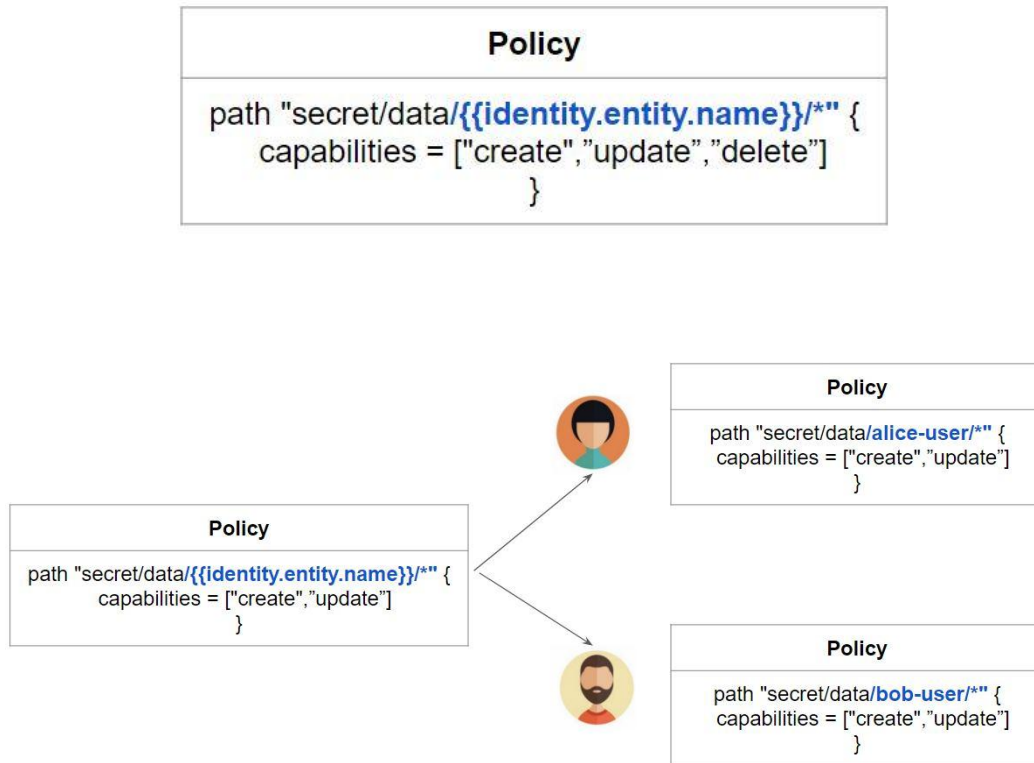 Policy
path "secret/data/{{identity.entity.name}}/*" {
capabilities = ["create",”update”,”delete”]
}
Policy
path "secret/data/alice-user/*" {
capabilities = ["create",”update”]
}
Policy
path "secret/data/{{identity.entity.name}}/*" {
capabilities = ["create",”update”]
}
Policy
path "secret/data/bob-user/*" {
capabilities = ["create",”update”]
}